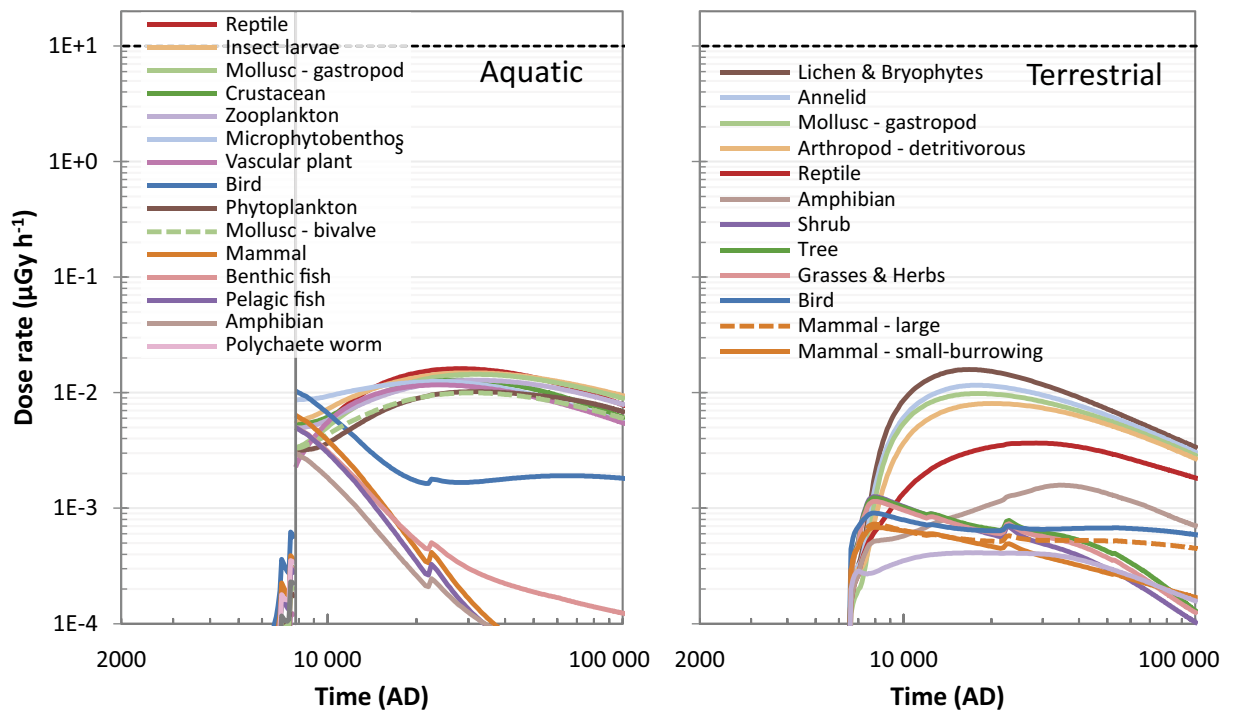 Reptile
Insect larvae
Mollusc - gastropod
Crustacean
Zooplankton
Microphytobenthos
s
Vascular plant
Bird
Phytoplankton
Mollusc - bivalve
Mammal
Benthic fish
Pelagic fish
Amphibian
Polychaete worm
Aquatic
1E+1
1E+0
1E-1
1E-2
1E-3
1E-4
Dose rate (µGy h⁻¹)
2000
10 000
100 000
Time (AD)
Terrestrial
Lichen & Bryophytes
Annelid
Mollusc - gastropod
Arthropod - detritivorous
Reptile
Amphibian
Shrub
Tree
Grasses & Herbs
Bird
Mammal - large
Mammal - small-burrowing
2000
10 000
100 000
Time (AD)